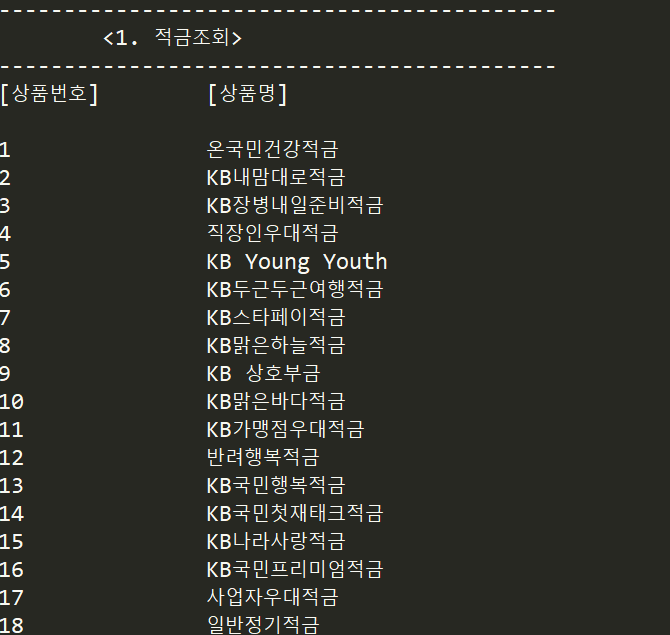 -------------------------------------------
<1. 적금조회>
-------------------------------------------
[상품번호] [상품명]
1 온국민건강적금
2 KB내맘대로적금
3 KB장병내일준비적금
4 직장인우대적금
5 KB Young Youth
6 KB두근두근여행적금
7 KB스타페이적금
8 KB맑은하늘적금
9 KB 상호부금
10 KB맑은바다적금
11 KB가맹점우대적금
12 반려행복적금
13 KB국민행복적금
14 KB국민첫재테크적금
15 KB나라사랑적금
16 KB국민프리미엄적금
17 사업자우대적금
18 일반정기적금